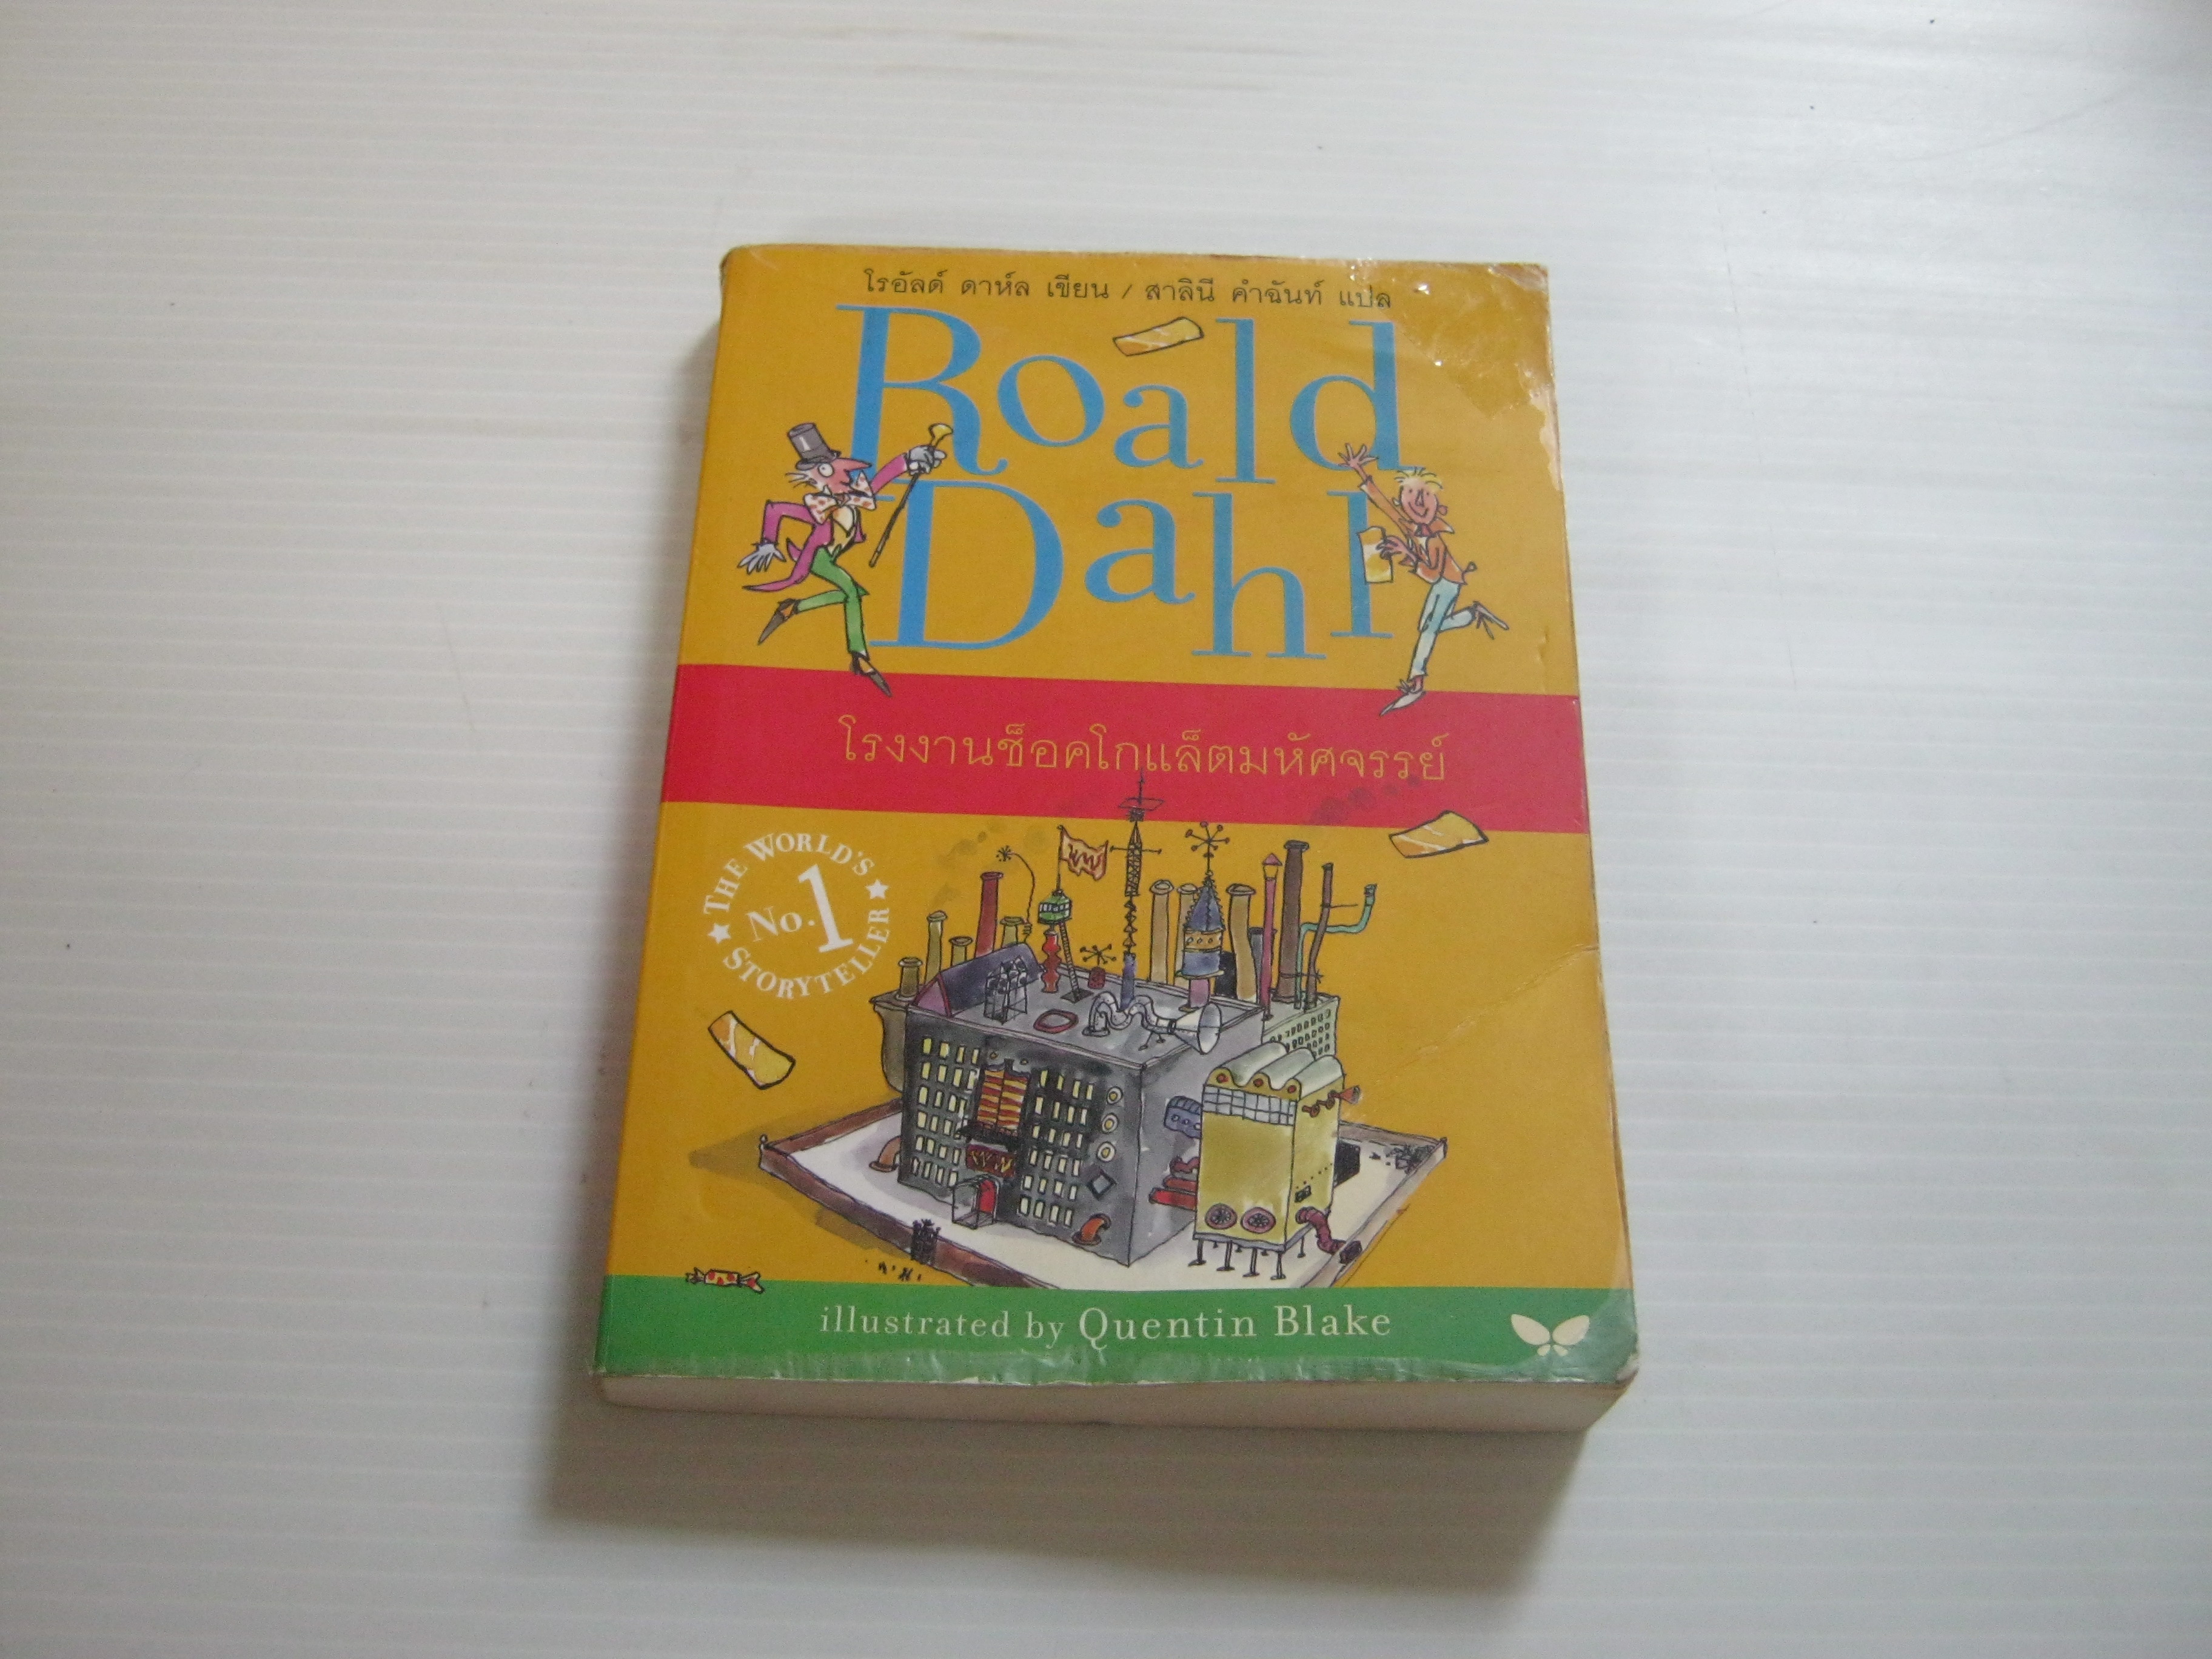 โรอัลด์ ดาห์ล เขียน / สาลินี คำฉันท์ แปล
Roald
Dahl
โรงงานช็อคโกแล็ตมหัศจรรย์
THE WORLD'S
No. 1
STORYTELLER
WW
WW
illustrated by Quentin Blake